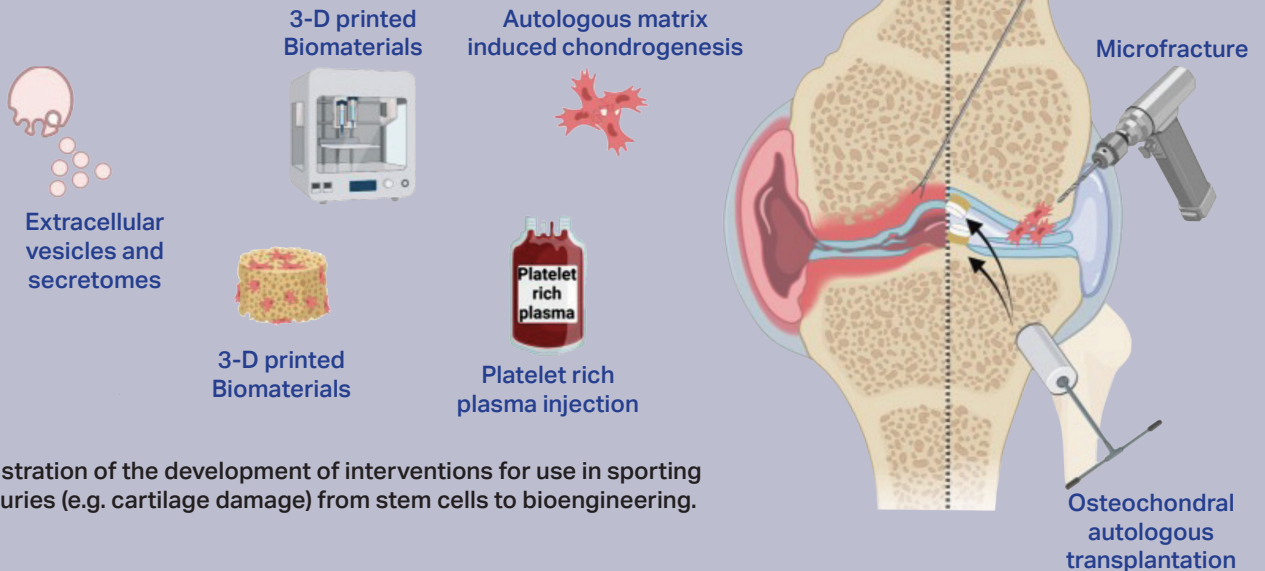 3-D printed
Biomaterials
Autologous matrix
induced chondrogenesis
Microfracture
Extracellular
vesicles and
secretomes
Platelet
rich
plasma
3-D printed
Biomaterials
Platelet rich
plasma injection
stration of the development of interventions for use in sporting
uries (e.g. cartilage damage) from stem cells to bioengineering.
Osteochondral
autologous
transplantation